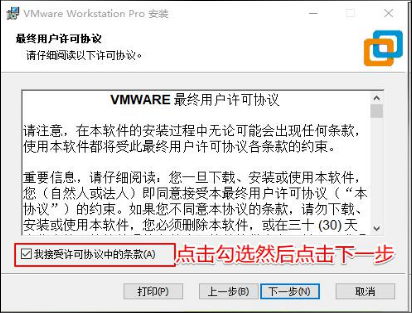 VMware Workstation Pro 安装
最终用户许可协议
请仔细阅读以下许可协议。
VMWARE 最终用户许可协议
请注意，在本软件的安装过程中无论可能会出现任何条款，
使用本软件都将受此最终用户许可协议各条款的约束。
重要信息，请仔细阅读：您一旦下载、安装或使用本软件，
您（自然人或法人）即同意接受本最终用户许可协议（“本
协议”）的约束。如果您不同意本协议的条款，请勿下载、
安装或使用本软件，您必须删除本软件，或在三十 (30) 天
我接受许可协议中的条款(A)
点击勾选然后点击下一步
打印(P)
上一步(B)
下一步(N)
取消